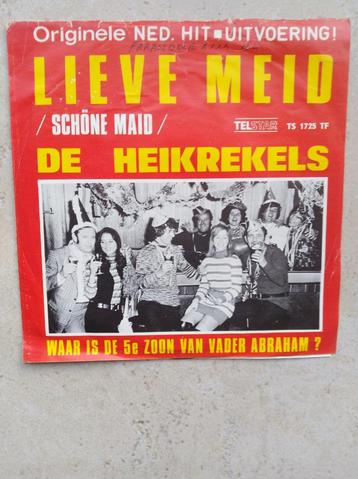 Originele NED. HIT-UITVOERING!
LIEVE MEID
/ SCHÖNE MAID /
TELSTAR TS 1725 TF
DE HEIKREKELS
WAAR IS DE 5e ZOON VAN VADER ABRAHAM ?